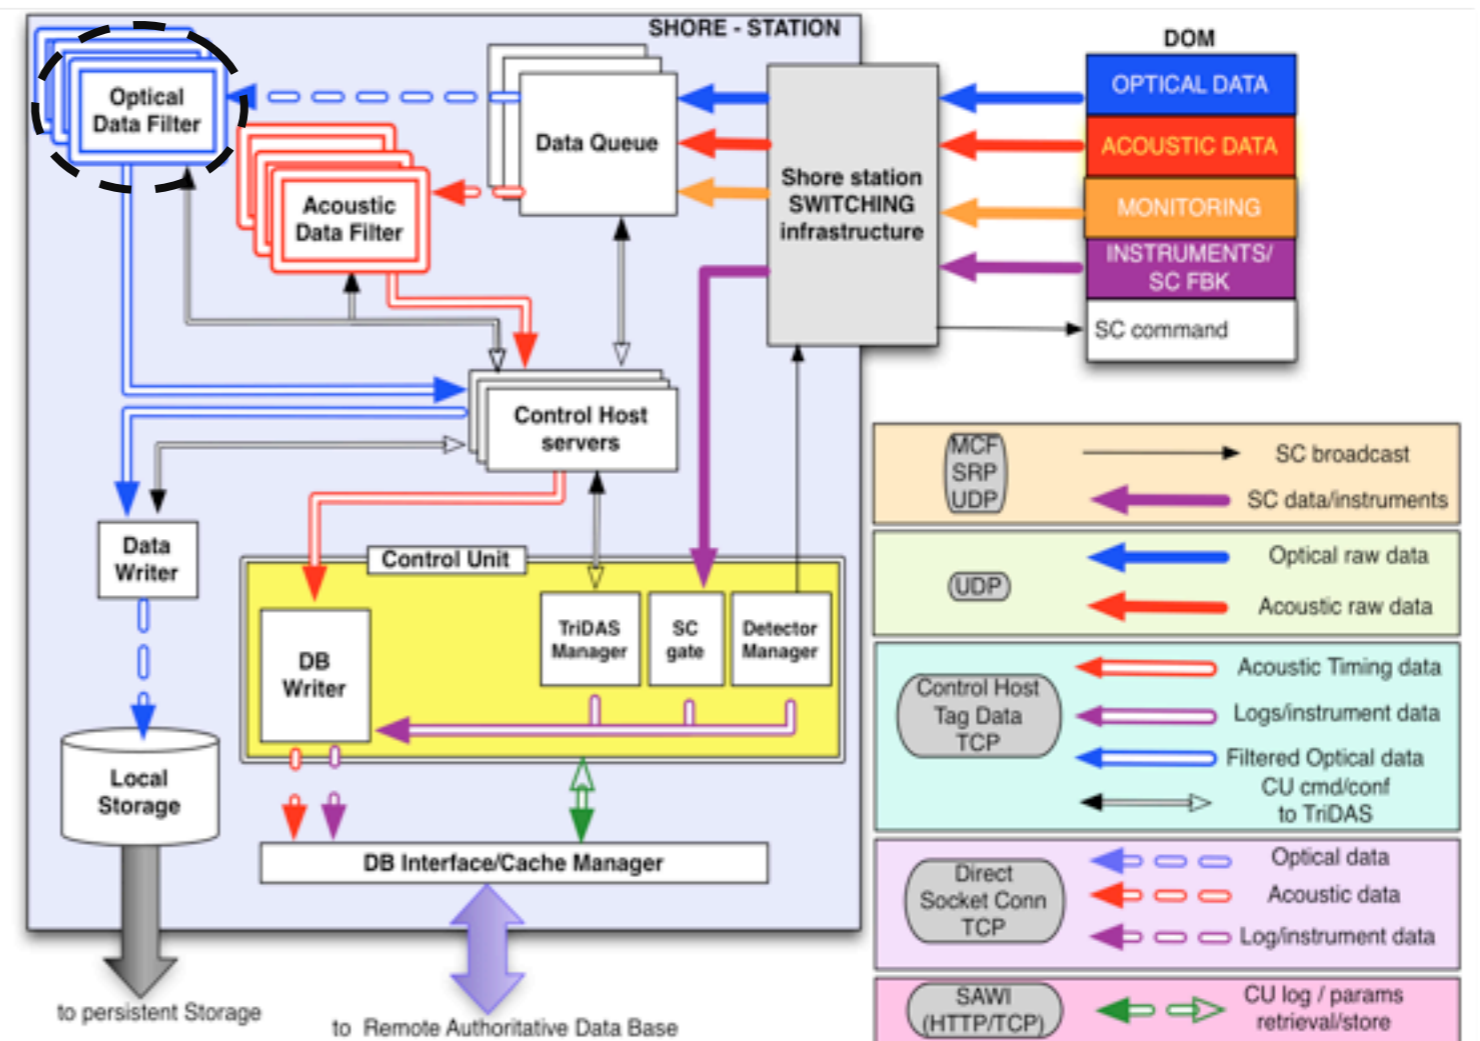 SHORE - STATION
Optical
Data Filter
Acoustic
Data Filter
Data Queue
Shore station
SWITCHING
infrastructure
DOM
OPTICAL DATA
ACOUSTIC DATA
MONITORING
INSTRUMENTS/
SC FBK
SC command
Control Host
servers
Data
Writer
Control Unit
DB
Writer
TriDAS
Manager
SC
gate
Detector
Manager
Local
Storage
DB Interface/Cache Manager
to persistent Storage
to Remote Authoritative Data Base
MCF
SRP
UDP
SC broadcast
SC data/instruments
UDP
Optical raw data
Acoustic raw data
Control Host
Tag Data
TCP
Acoustic Timing data
Logs/instrument data
Filtered Optical data
CU cmd/conf
to TriDAS
Direct
Socket Conn
TCP
Optical data
Acoustic data
Log/instrument data
SAWI
(HTTP/TCP)
CU log / params
retrieval/store